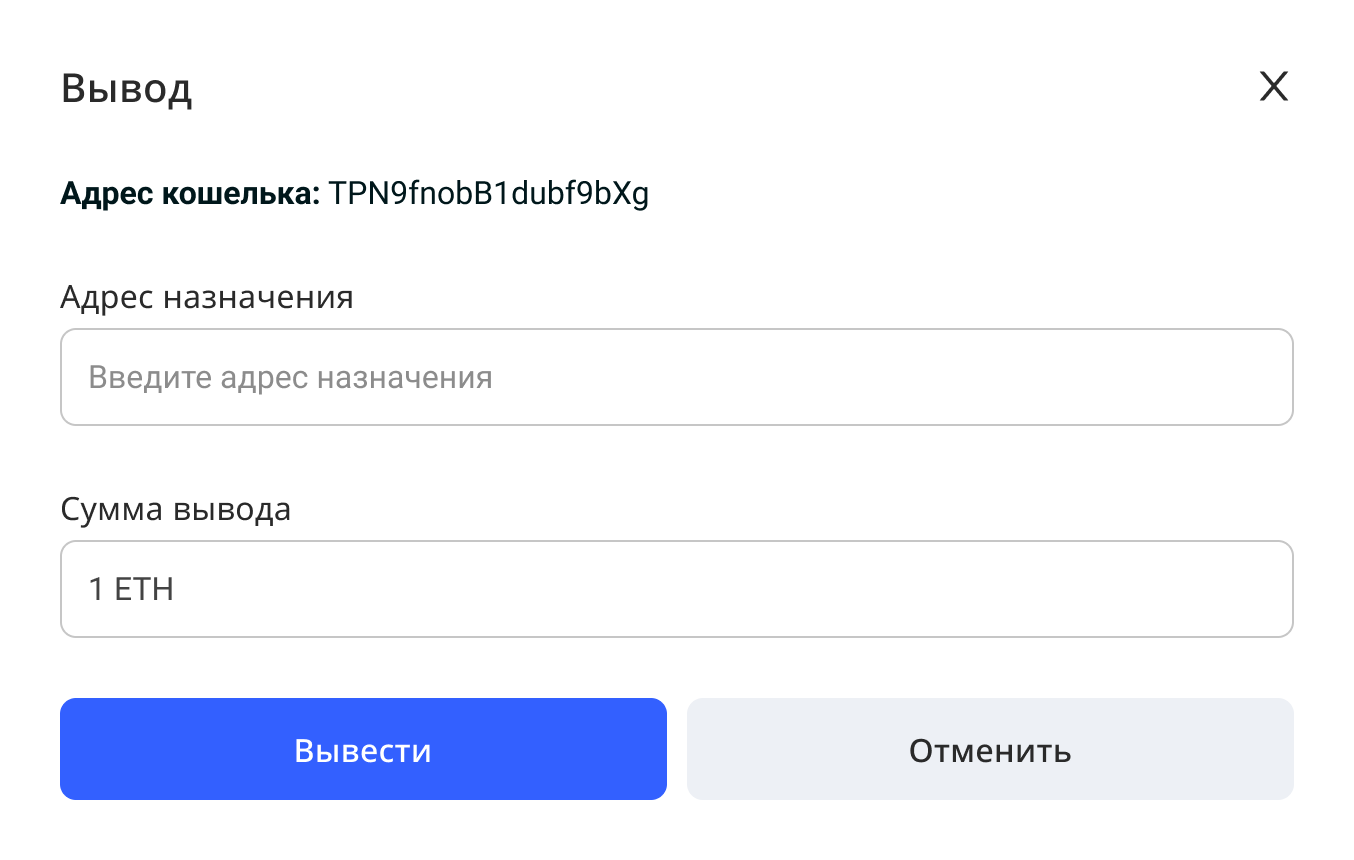 Вывод
Адрес кошелька: TPN9fnobB1dubf9bXg
Адрес назначения
Введите адрес назначения
Сумма вывода
1 ETH
Вывести
Отменить